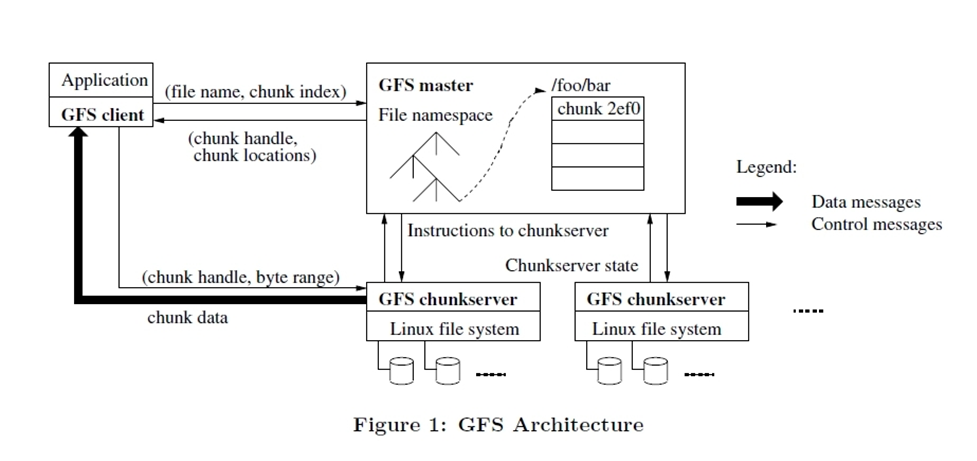 Application
GFS client
(file name, chunk index)
(chunk handle,
chunk locations)
GFS master
File namespace
/foo/bar
chunk 2ef0
Legend:
Data messages
Control messages
Instructions to chunkserver
Chunkserver state
(chunk handle, byte range)
chunk data
GFS chunkserver
Linux file system
GFS chunkserver
Linux file system
Figure 1: GFS Architecture